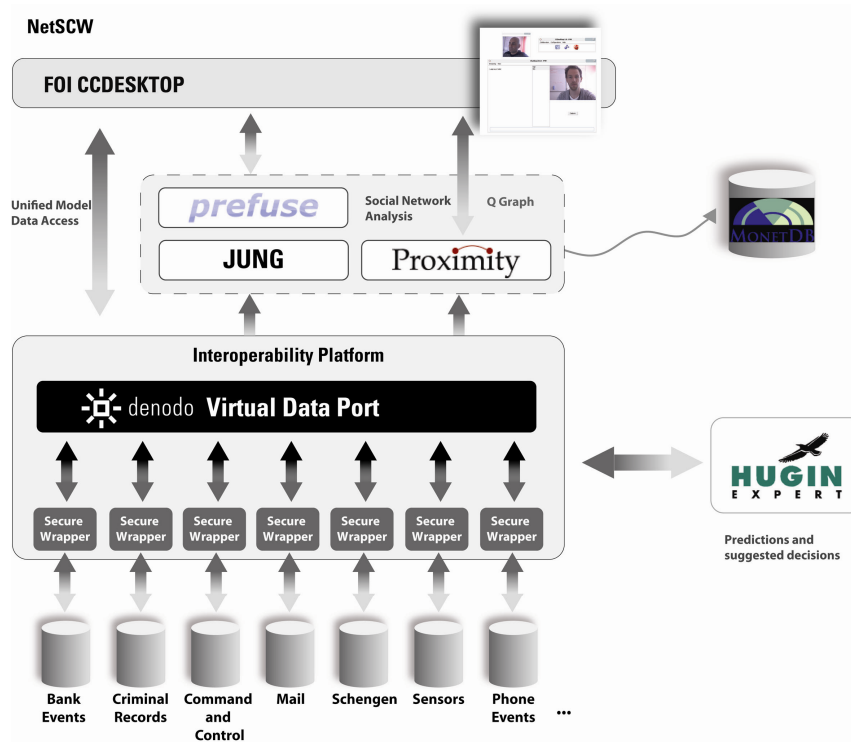 NetSCW
FOI CCDESKTOP
Unified Model
Data Access
prefuse
Social Network
Analysis
Q Graph
JUNG
Proximity
MONETDB
Interoperability Platform
denodo Virtual Data Port
Secure
Wrapper
Secure
Wrapper
Secure
Wrapper
Secure
Wrapper
Secure
Wrapper
Secure
Wrapper
Secure
Wrapper
HUGIN
EXPERT
Predictions and
suggested decisions
Bank
Events
Criminal
Records
Command
and
Control
Mail
Schengen
Sensors
Phone
Events
...